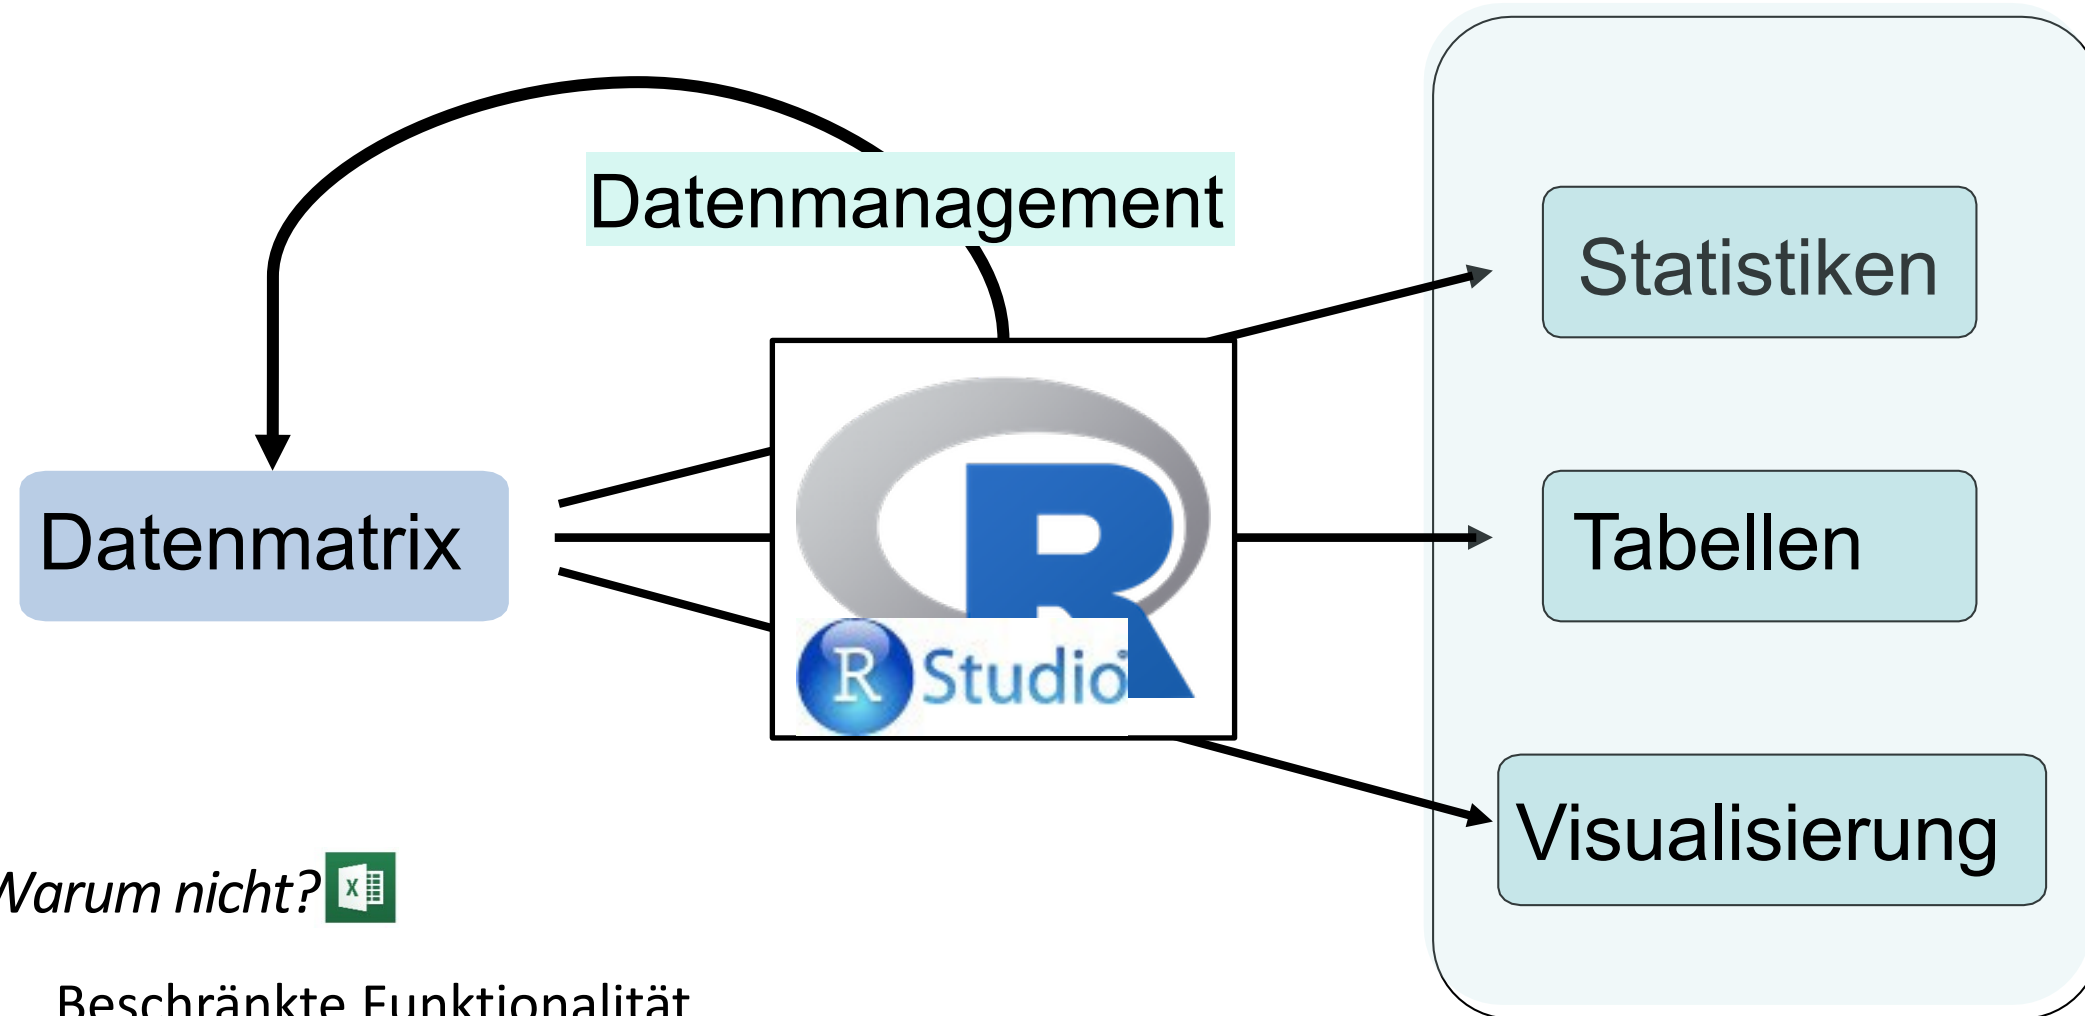 Datenmanagement
Statistiken
Datenmatrix
R
R Studio
Tabellen
Visualisierung
Warum nicht?
Beschränkte Funktionalität